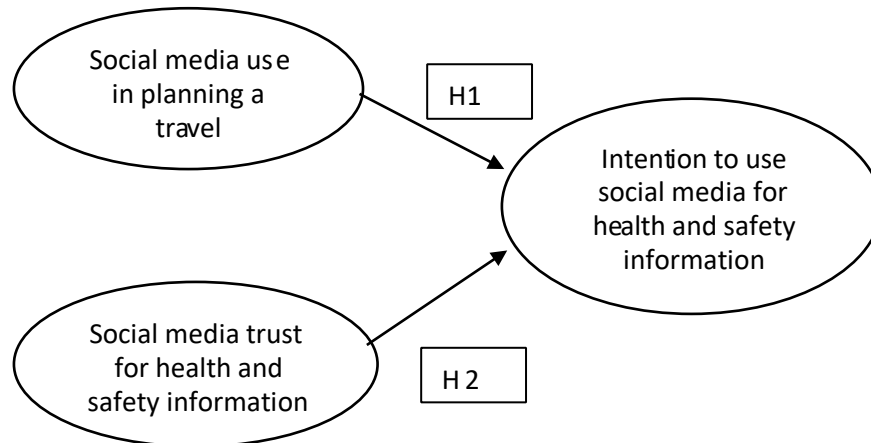 Social media use
in planning a
travel
H1
Intention to use
social media for
health and safety
information
Social media trust
for health and
safety information
H 2